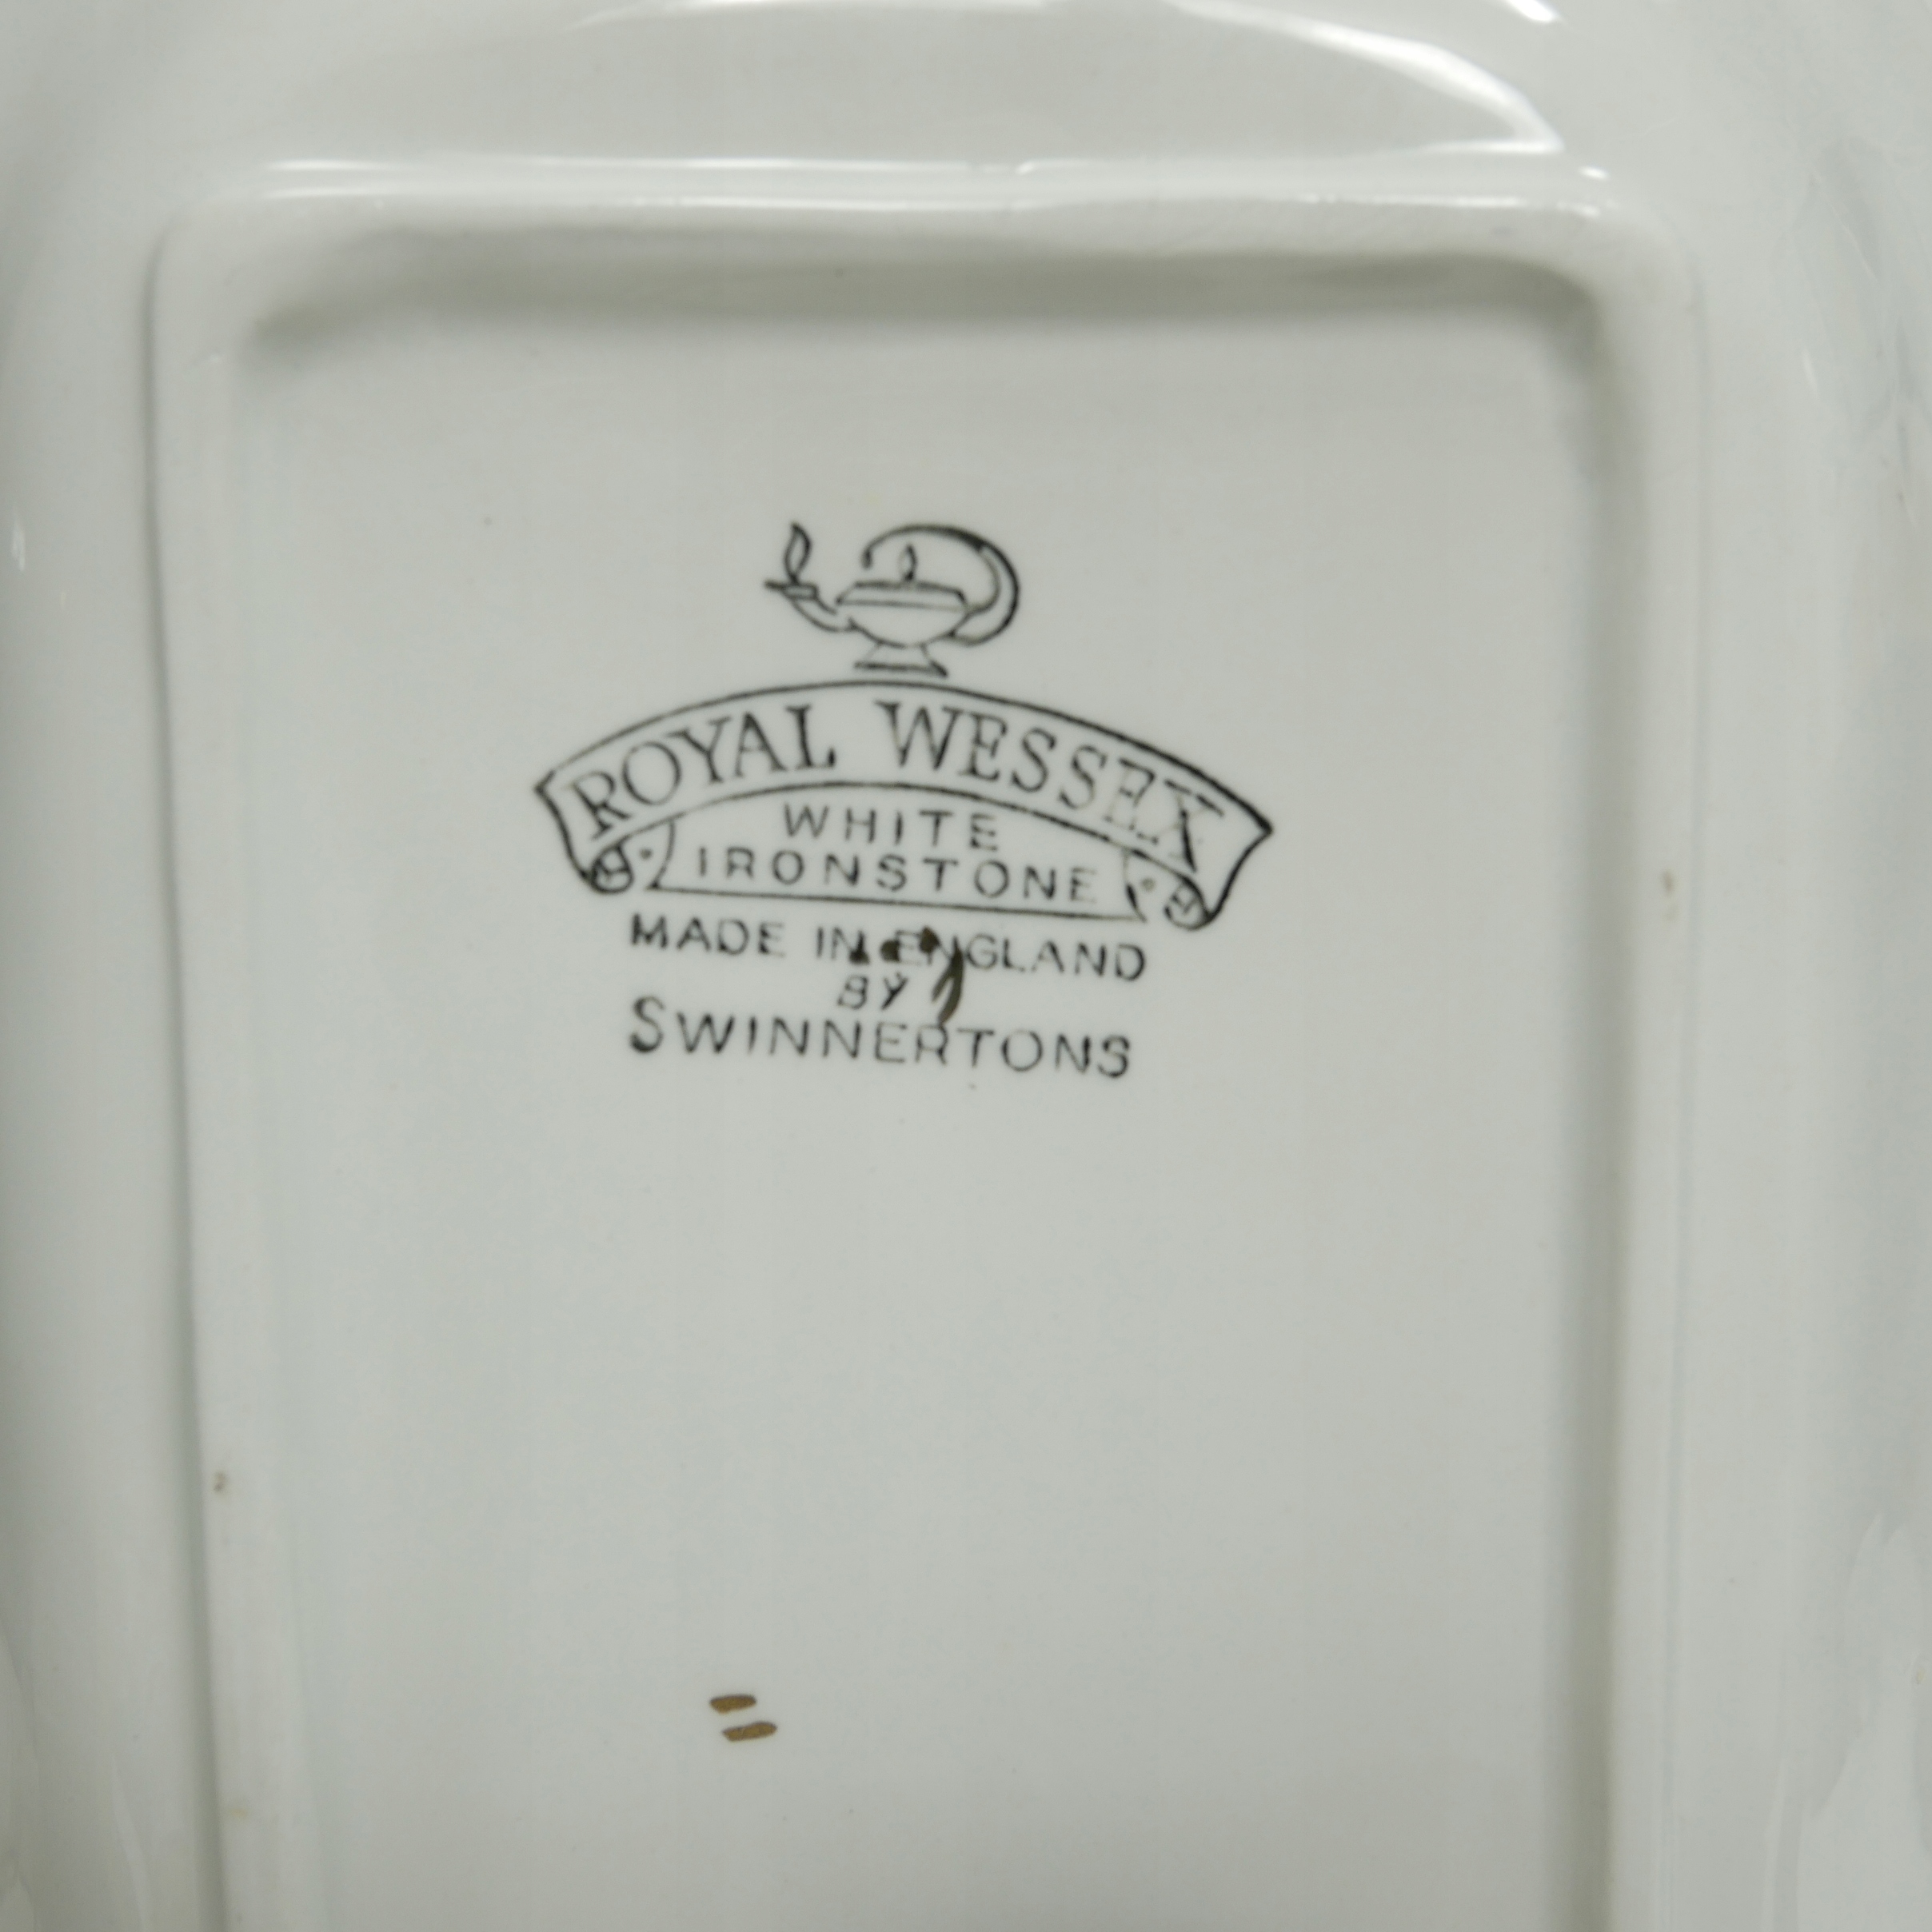 ROYAL WESSEX
WHITE
IRONSTONE
MADE IN ENGLAND
BY
SWINNERTONS